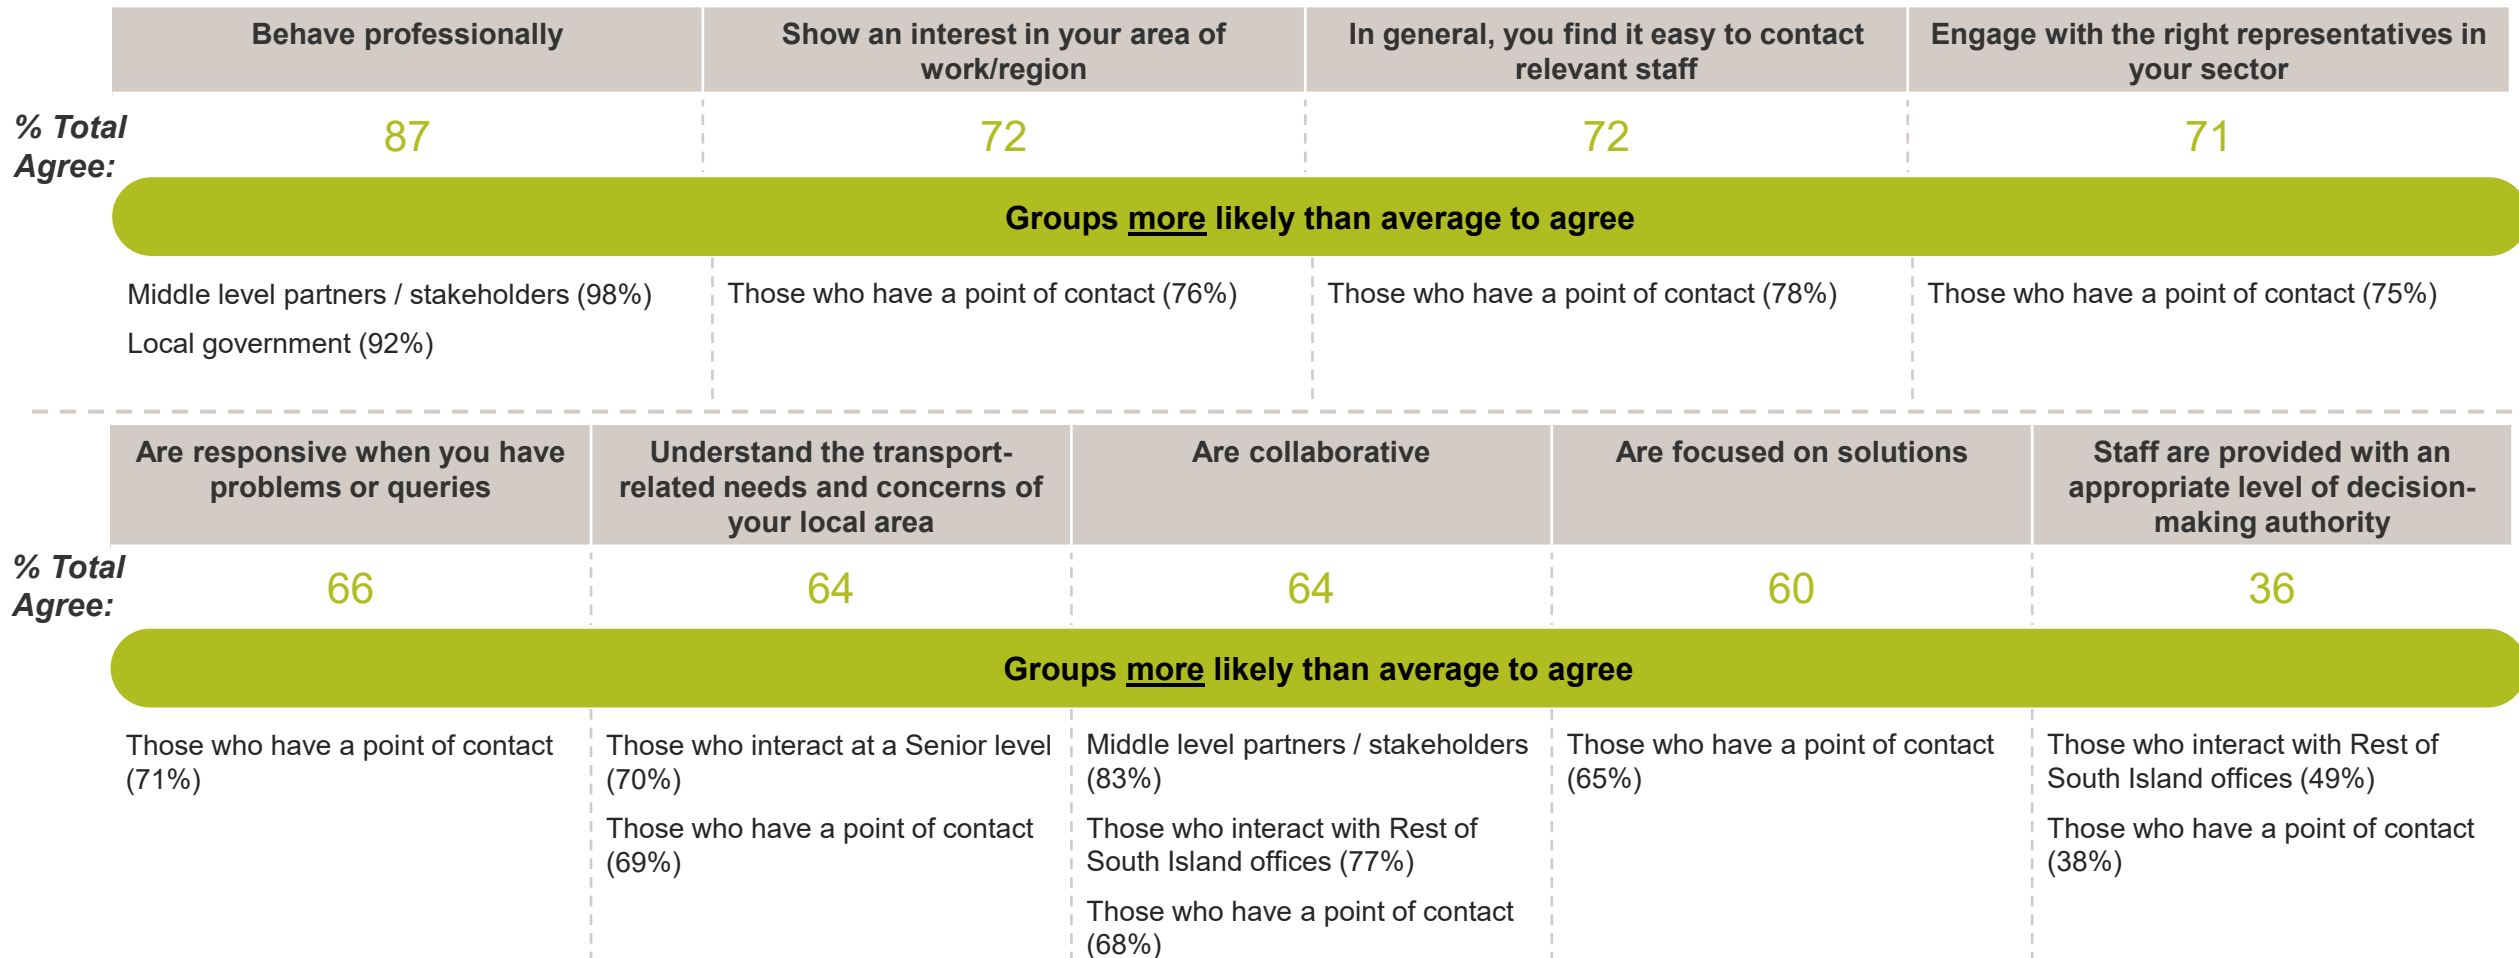 Behave professionally
Show an interest in your area of
work/region
In general, you find it easy to contact
relevant staff
Engage with the right representatives in
your sector
% Total
Agree:
87
72
72
71
Groups more likely than average to agree
Middle level partners / stakeholders (98%)
Local government (92%)
Those who have a point of contact (76%)
Those who have a point of contact (78%)
Those who have a point of contact (75%)
Are responsive when you have
problems or queries
Understand the transport-
related needs and concerns of
your local area
Are collaborative
Are focused on solutions
Staff are provided with an
appropriate level of decision-
making authority
% Total
Agree:
66
64
64
60
36
Groups more likely than average to agree
Those who have a point of contact
(71%)
Those who interact at a Senior level
(70%)
Those who have a point of contact
(69%)
Middle level partners / stakeholders
(83%)
Those who interact with Rest of
South Island offices (77%)
Those who have a point of contact
(68%)
Those who have a point of contact
(65%)
Those who interact with Rest of
South Island offices (49%)
Those who have a point of contact
(38%)